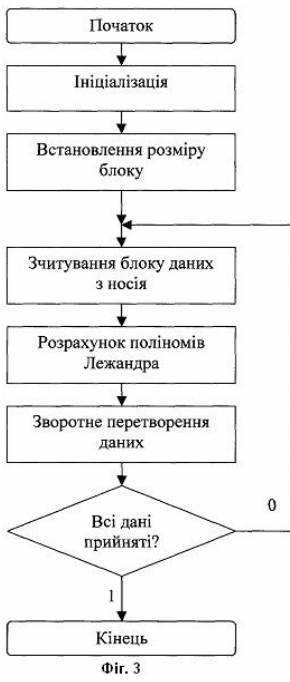 Початок
Ініціалізація
Встановлення розміру
блоку
Зчитування блоку даних
з носія
Розрахунок поліномів
Лежандра
Зворотне перетворення
даних
Всі дані
прийняті?
0
1
Кінець
Фіг. 3